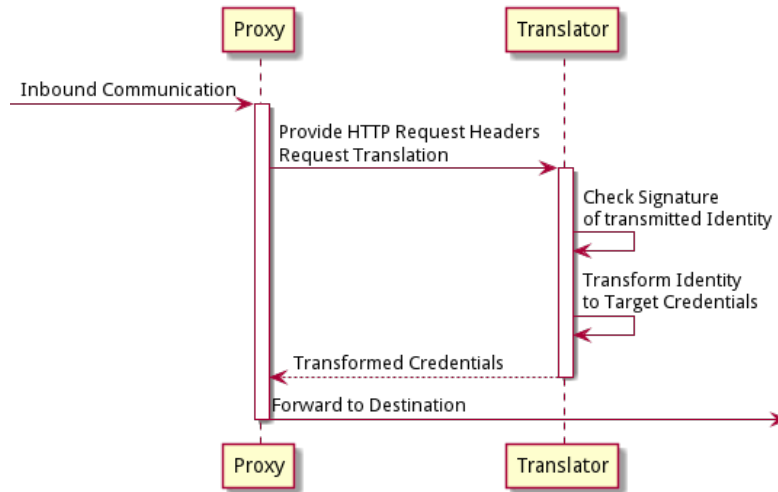 Proxy
Translator
Inbound Communication
Provide HTTP Request Headers
Request Translation
Check Signature
of transmitted Identity
Transform Identity
to Target Credentials
Transformed Credentials
Forward to Destination
Proxy
Translator